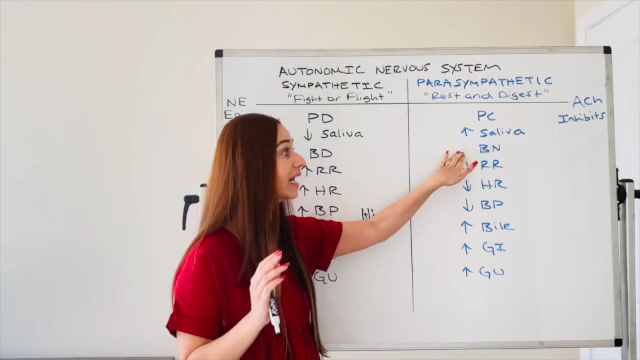 AUTONOMIC NERVOUS SYSTEM
SYMPATHETIC
"Fight or Flight"
NE
PD
↓ Saliva
BD
↑ RR
↑ HR
↑ BP
GU
PARASYMPATHETIC
"Rest and Digest"
PC
↑ Saliva
BN
RR
↓ HR
↓ BP
↑ Bile
↑ GI
↑ GU
ACh
Inhibits